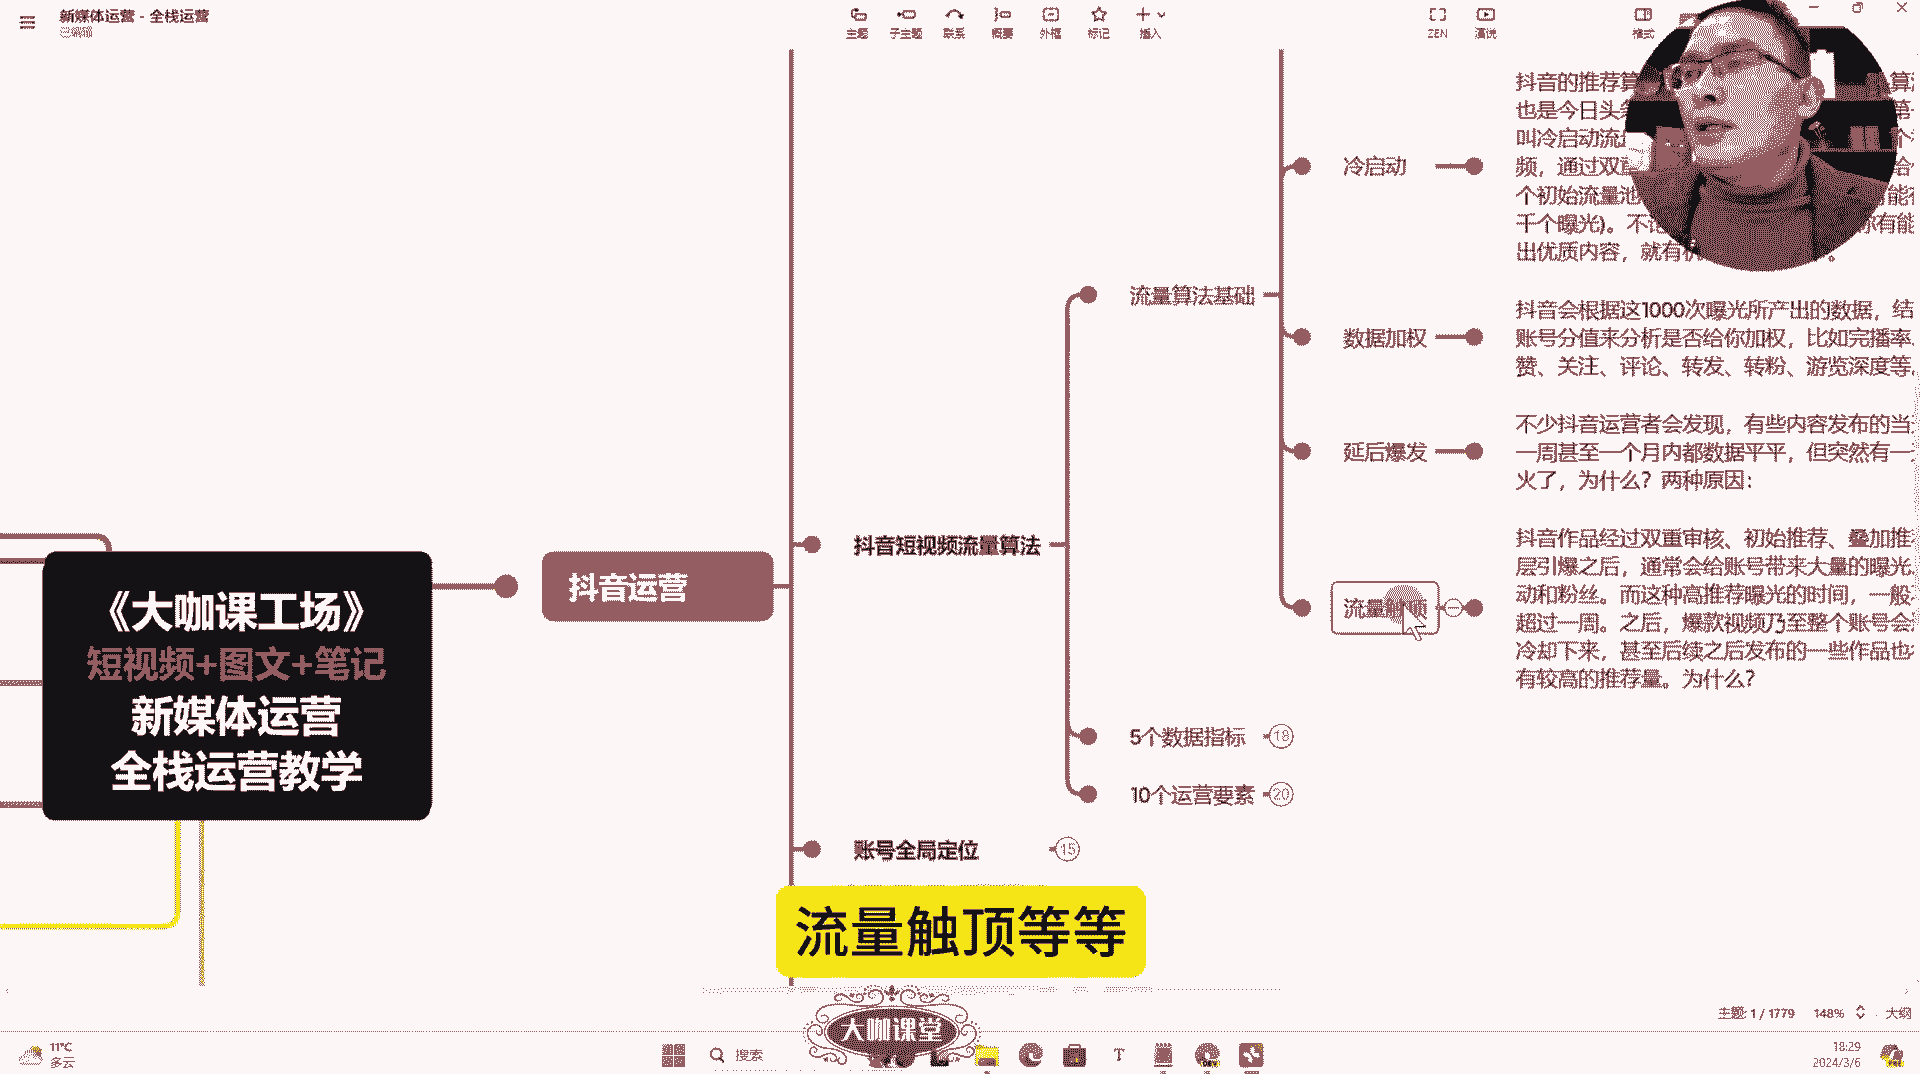 新媒体运营 - 全栈运营
已编辑
主题
子主题
联系
概要
外框
标记
插入
ZEN
演说
格式
抖音的推荐算
也是今日头条
叫冷启动流量
频，通过双重
个初始流量池
千个曝光)。不论
你有能
出优质内容，就有机
冷启动
流量算法基础
抖音会根据这1000次曝光所产出的数据，结
账号分值来分析是否给你加权，比如完播率、
赞、关注、评论、转发、转粉、游览深度等。
数据加权
不少抖音运营者会发现，有些内容发布的当天
一周甚至一个月内都数据平平，但突然有一天
火了，为什么？两种原因：
延后爆发
抖音短视频流量算法
抖音运营
抖音作品经过双重审核、初始推荐、叠加推
层引爆之后，通常会给账号带来大量的曝光、
动和粉丝。而这种高推荐曝光的时间，一般
超过一周。之后，爆款视频乃至整个账号会
冷却下来，甚至后续之后发布的一些作品也
有较高的推荐量。为什么？
流量触顶
《大咖课工场》
短视频+图文+笔记
新媒体运营
全栈运营教学
5个数据指标
18
10个运营要素
20
账号全局定位
15
流量触顶等等
大咖课堂
主题: 1 / 1779
148%
大纲
11°C
多云
搜索
18:29
2024/3/6